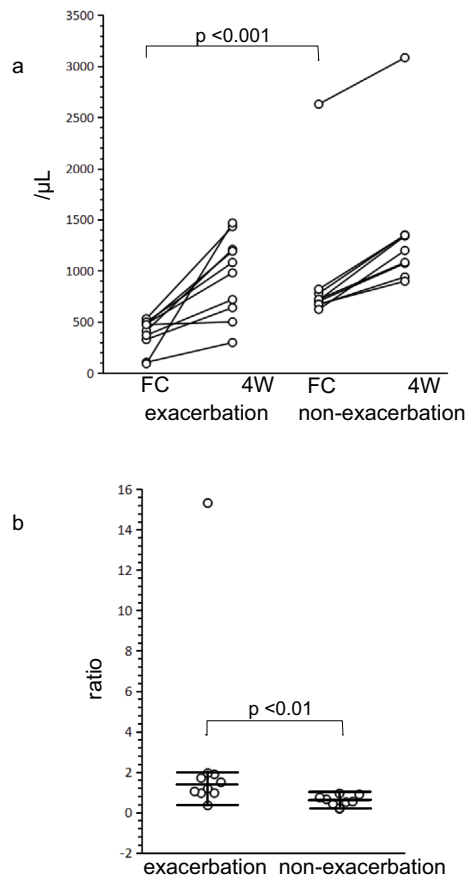 a
3500
3000
2500
2000
1500
1000
500
0
/µL
p <0.001
FC 4W FC 4W
exacerbation non-exacerbation
b
16
14
12
10
8
6
4
2
0
-2
ratio
p <0.01
exacerbation non-exacerbation